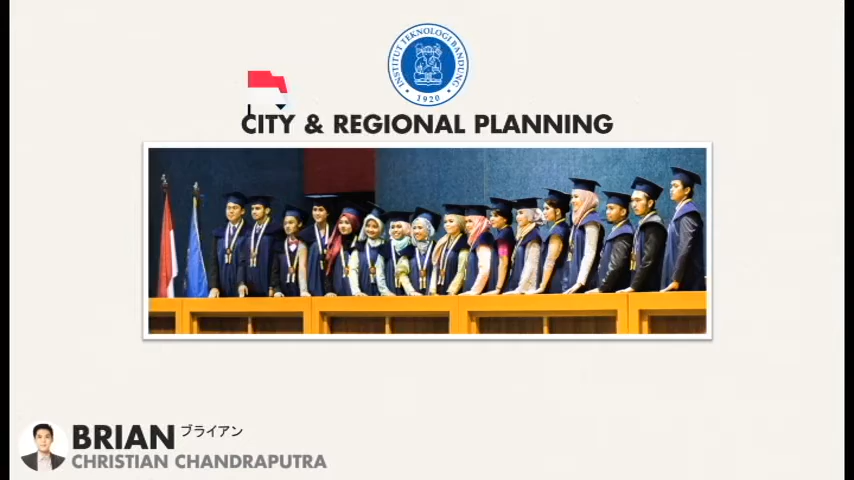 INSTITUT TEKNOLOGI BANDUNG
1920
CITY & REGIONAL PLANNING
BRIAN ブライアン
CHRISTIAN CHANDRAPUTRA